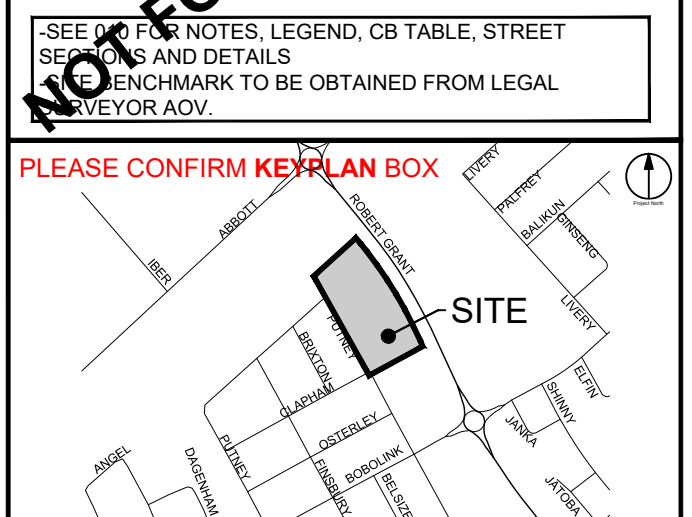 NOT FO
-SEE 010 FOR NOTES, LEGEND, CB TABLE, STREET
SECTIONS AND DETAILS
-SITE BENCHMARK TO BE OBTAINED FROM LEGAL
SURVEYOR AOV.
PLEASE CONFIRM KEYPLAN BOX
Project North
LIVERY
PALFREY
BALIKUN
GINSENG
ABBOTT
ROBERT GRANT
IBER
SITE
LIVERY
PUTNEY
BRIXTON
CLAPHAM
ELFIN
SHINNY
JANKA
OSTERLEY
PUTNEY
BOBOLINK
ANGEL
DAGENHAM
FINSBURY
BELSIZE
JATOBA